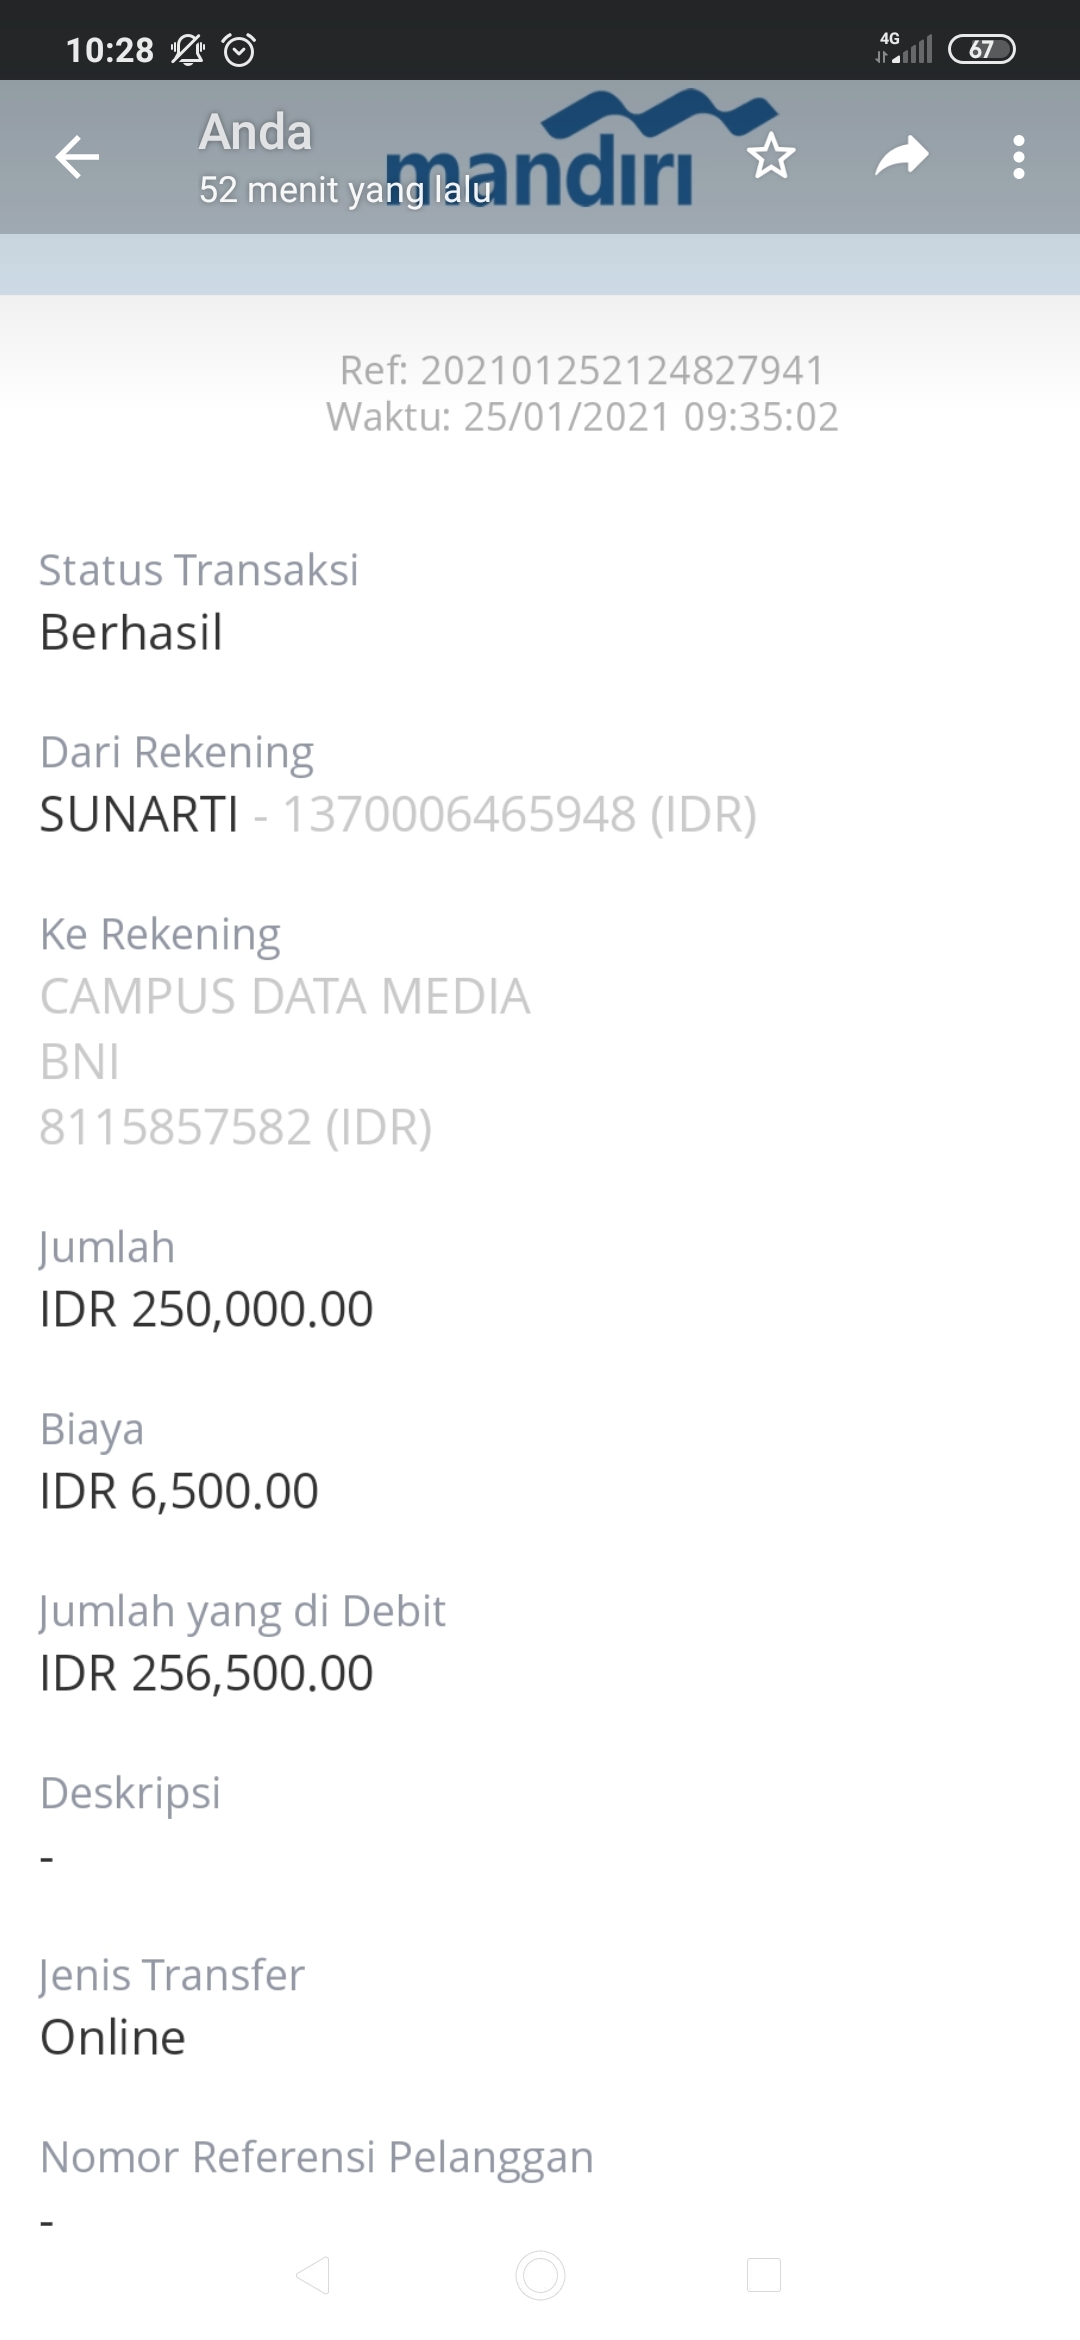 10:28
4G
67
Anda
52 menit yang lalu
mandiri
Ref: 202101252124827941
Waktu: 25/01/2021 09:35:02
Status Transaksi
Berhasil
Dari Rekening
SUNARTI - 1370006465948 (IDR)
Ke Rekening
CAMPUS DATA MEDIA
BNI
8115857582 (IDR)
Jumlah
IDR 250,000.00
Biaya
IDR 6,500.00
Jumlah yang di Debit
IDR 256,500.00
Deskripsi
-
Jenis Transfer
Online
Nomor Referensi Pelanggan
-